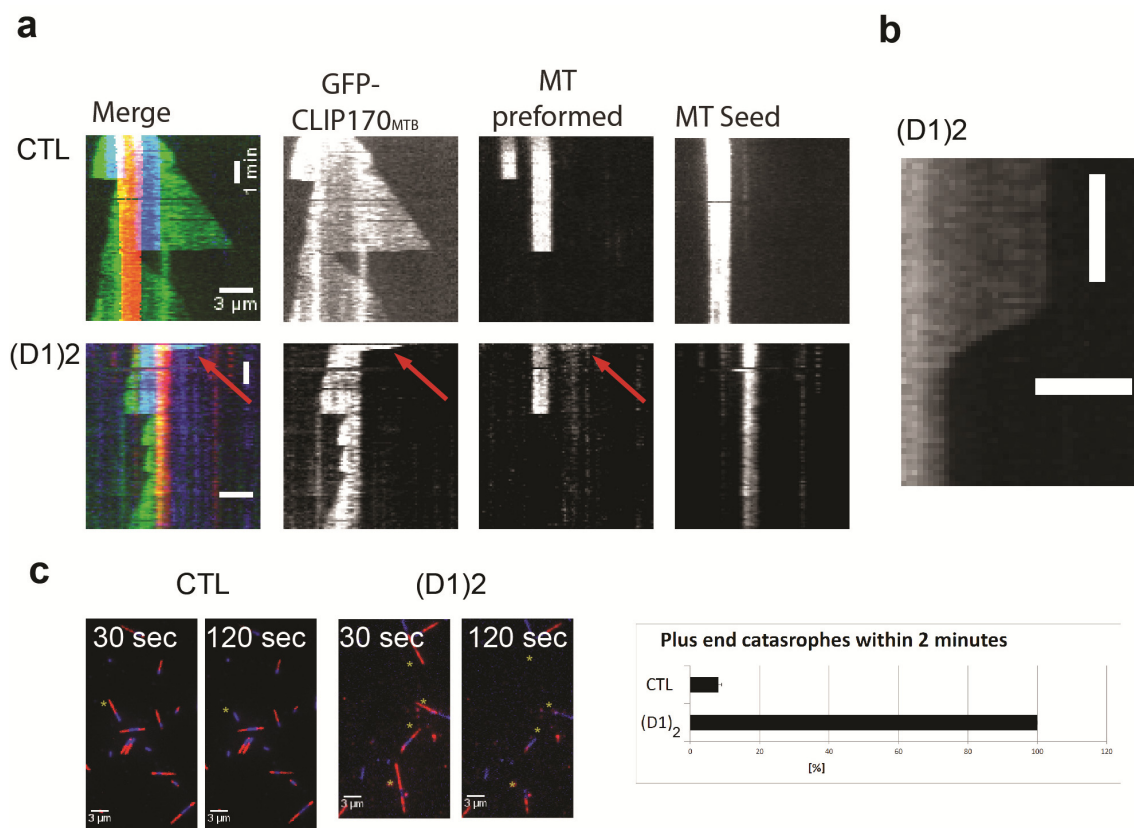 a
b
Merge
GFP-
CLIP170MTB
MT
preformed
MT Seed
CTL
1 min
3 µm
(D1)2
(D1)2
c
CTL
(D1)2
30 sec
120 sec
30 sec
120 sec
3 µm
3 µm
3 µm
3 µm
Plus end catasrophes within 2 minutes
CTL
(D1)2
0
20
40
60
80
100
120
[%]